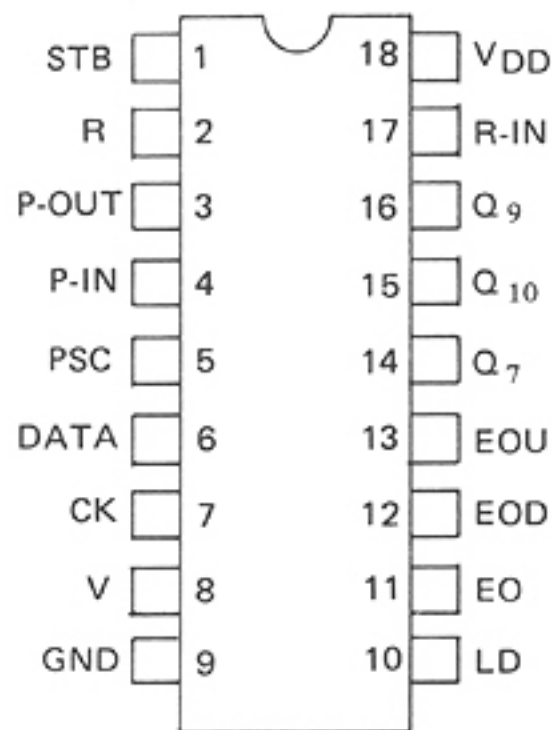 STB 1 18 VDD
R 2 17 R-IN
P-OUT 3 16 Q9
P-IN 4 15 Q10
PSC 5 14 Q7
DATA 6 13 EOU
CK 7 12 EOD
V 8 11 EO
GND 9 10 LD